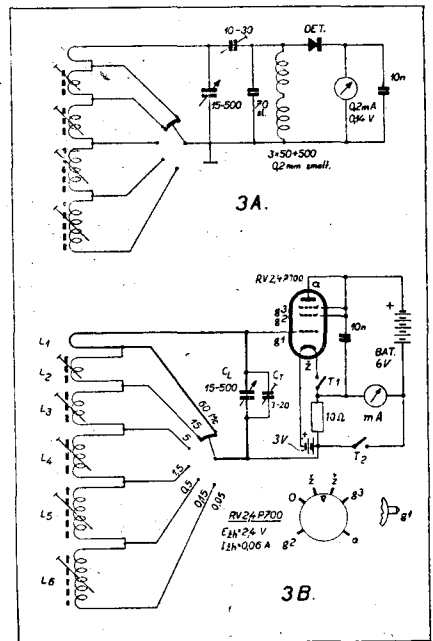 10-30
DET.
15-500
70
sl.
0,2mA
0,14 V
10n
3×50+500
0,2mm smalt.
3A.
RV2,4P700
a
g3
g2
g1
ž
10n
+
BAT.
6V
T1
mA
10Ω
3V
+
T2
L1
L2
L3
L4
L5
L6
60 Mc
15
5
1,5
0,5
0,15
0,05
CL
15-500
CT
1-20
RV2,4P700
Ežh=2,4 V
Ižh=0,06 A
O
ž
ž
g3
g2
a
g1
3B.